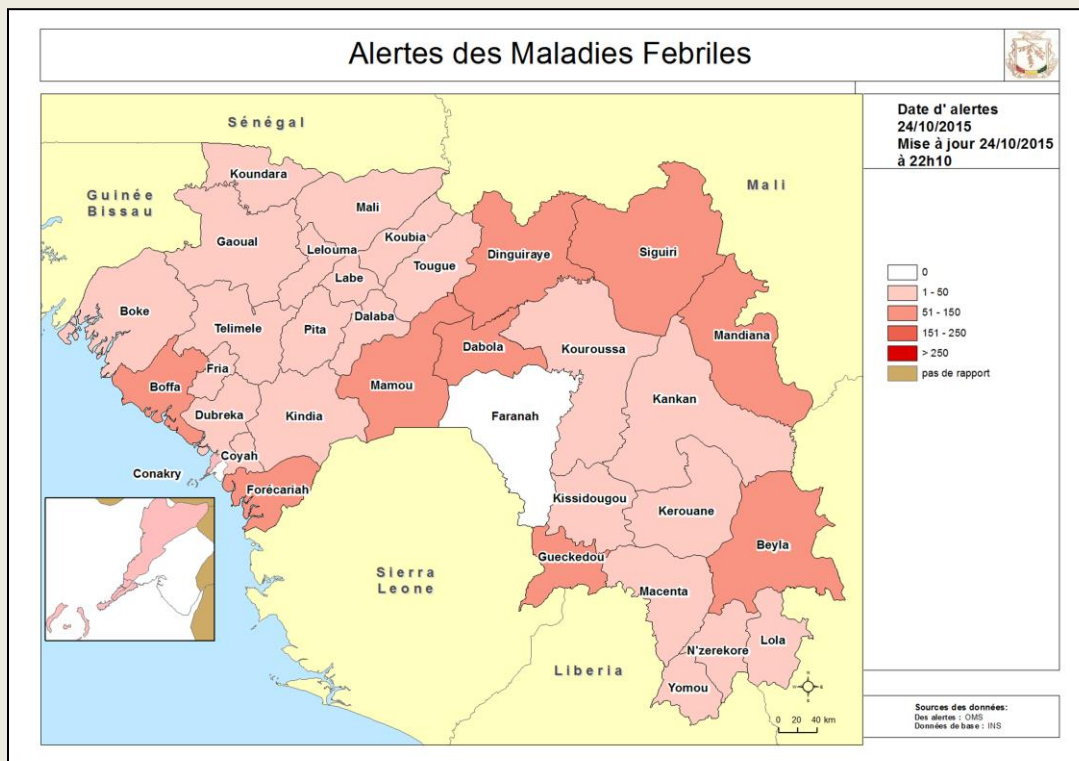 Alertes des Maladies Febriles
Date d' alertes
24/10/2015
Mise à jour 24/10/2015
à 22h10
Sénégal
Guinée
Bissau
Mali
Koundara
Mali
Gaoual
Koubia
Lelouma
Tougue
Labe
Dinguiraye
Siguiri
Boke
Telimele
Pita
Dalaba
Mandiana
Dabola
Kouroussa
Fria
Boffa
Mamou
Kankan
Dubreka
Kindia
Faranah
Coyah
Conakry
Forécariah
Kissidougou
Kerouane
Beyla
Gueckedou
Sierra
Leone
Macenta
Lola
N'zerekore
Liberia
Yomou
0
1 - 50
51 - 150
151 - 250
> 250
pas de rapport
0 20 40 km
Sources des données:
Des alertes : OMS
Données de base : INS